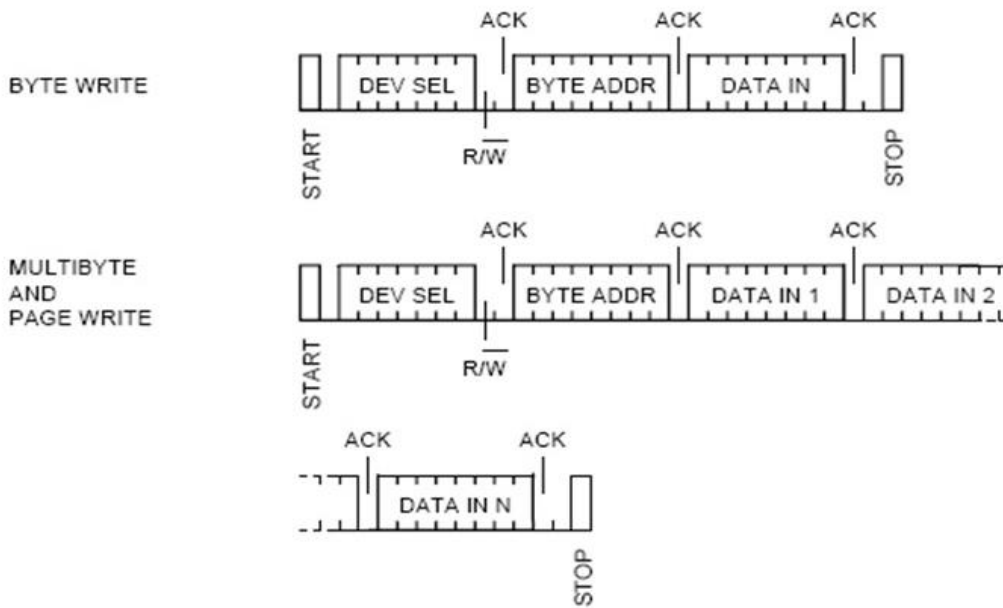 ACK ACK ACK
BYTE WRITE DEV SEL BYTE ADDR DATA IN
START R/W STOP
ACK ACK ACK
MULTIBYTE
AND
PAGE WRITE DEV SEL BYTE ADDR DATA IN 1 DATA IN 2
START R/W
ACK ACK
DATA IN N
STOP